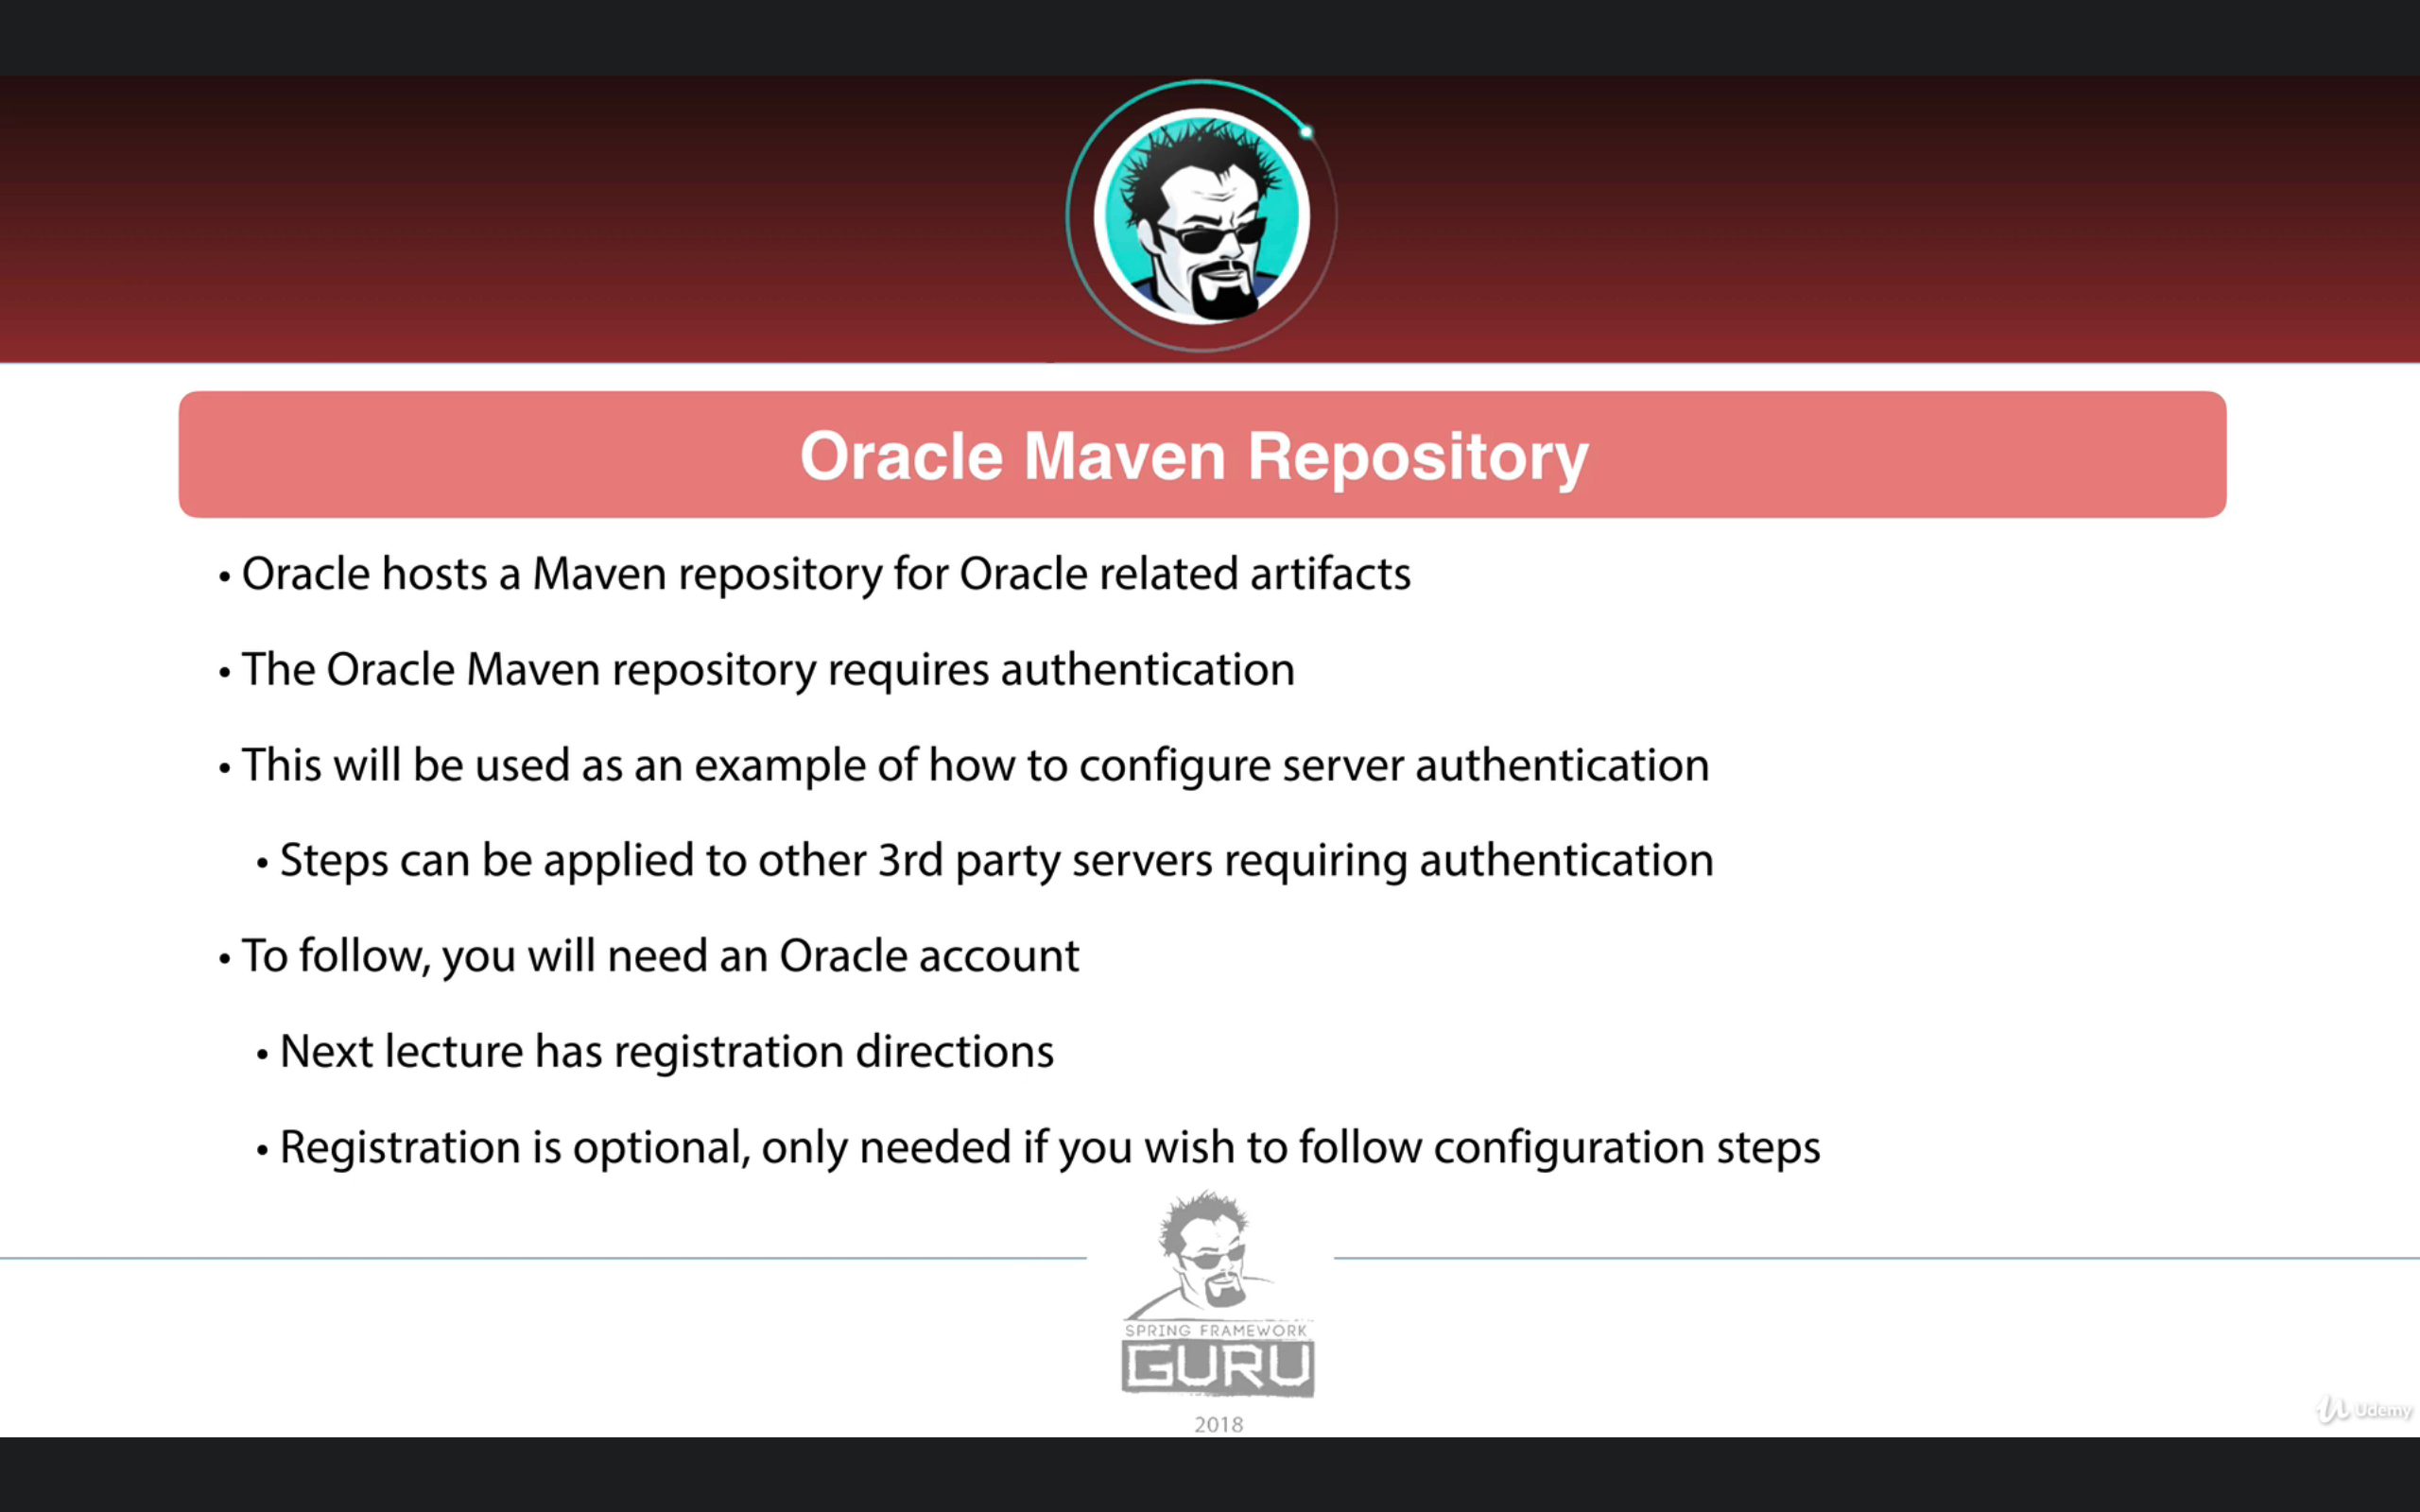 Oracle Maven Repository
• Oracle hosts a Maven repository for Oracle related artifacts
• The Oracle Maven repository requires authentication
• This will be used as an example of how to configure server authentication
• Steps can be applied to other 3rd party servers requiring authentication
• To follow, you will need an Oracle account
• Next lecture has registration directions
• Registration is optional, only needed if you wish to follow configuration steps
SPRING FRAMEWORK
GURU
2018
Udemy